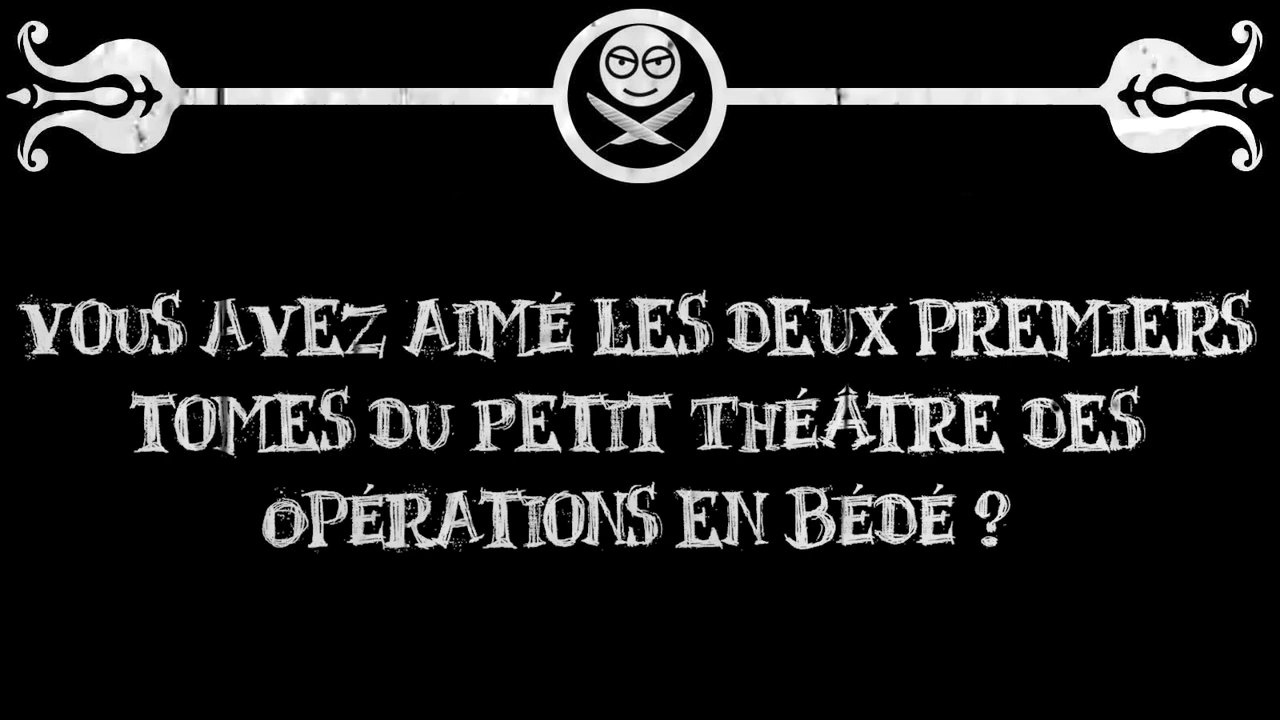 VOUS AVEZ AIMÉ LES DEUX PREMIERS
TOMES DU PETIT THÉÂTRE DES
OPÉRATIONS EN BÉDÉ ?